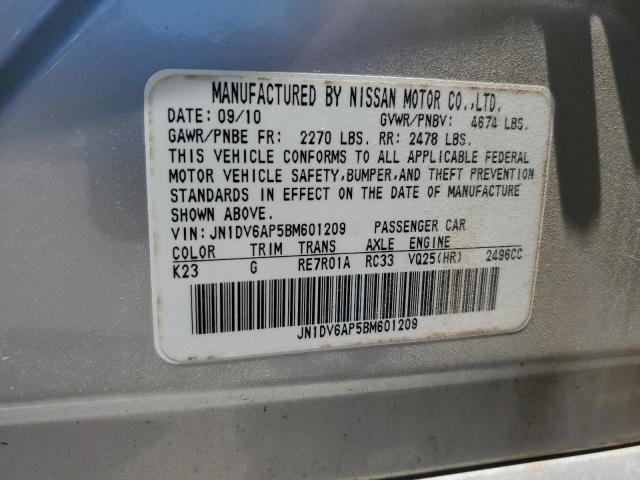 MANUFACTURED BY NISSAN MOTOR CO.,LTD.
DATE: 09/10 GVWR/PNBV: 4674 LBS.
GAWR/PNBE FR: 2270 LBS. RR: 2478 LBS.
THIS VEHICLE CONFORMS TO ALL APPLICABLE FEDERAL
MOTOR VEHICLE SAFETY,BUMPER,AND THEFT PREVENTION
STANDARDS IN EFFECT ON THE DATE OF MANUFACTURE
SHOWN ABOVE.
VIN: JN1DV6AP5BM601209 PASSENGER CAR
COLOR TRIM TRANS AXLE ENGINE
K23 G RE7R01A RC33 VQ25(HR) 2496CC
JN1DV6AP5BM601209